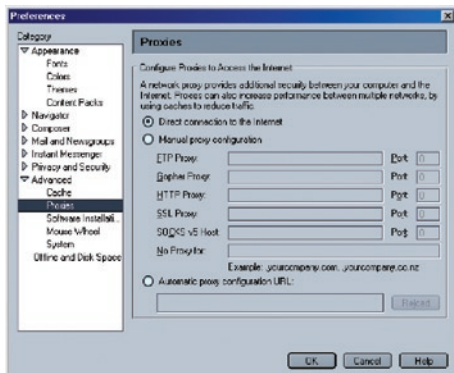 Preferences
Category
Appearance
Fonts
Colors
Themes
Content Packs
Navigator
Composer
Mail and Newsgroups
Instant Messenger
Privacy and Security
Advanced
Cache
Proxies
Software Installati..
Mouse Wheel
System
Offline and Disk Space
Proxies
Configure Proxies to Access the Internet
A network proxy provides additional security between your computer and the
Internet. Proxies can also increase performance between multiple networks, by
using caches to reduce traffic.
Direct connection to the Internet
Manual proxy configuration
FTP Proxy: Port: 0
Gopher Proxy: Port: 0
HTTP Proxy: Port: 0
SSL Proxy: Port: 0
SOCKS v5 Host: Port: 0
No Proxy for:
Example: .yourcompany.com, .yourcompany.co.nz
Automatic proxy configuration URL:
Reload
OK Cancel Help